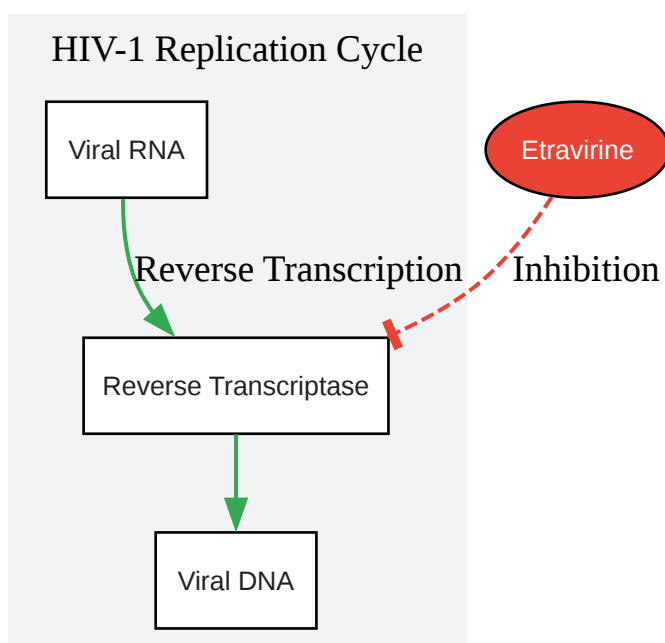 HIV-1 Replication Cycle
Viral RNA
Etravirine
Reverse Transcription
Inhibition
Reverse Transcriptase
Viral DNA